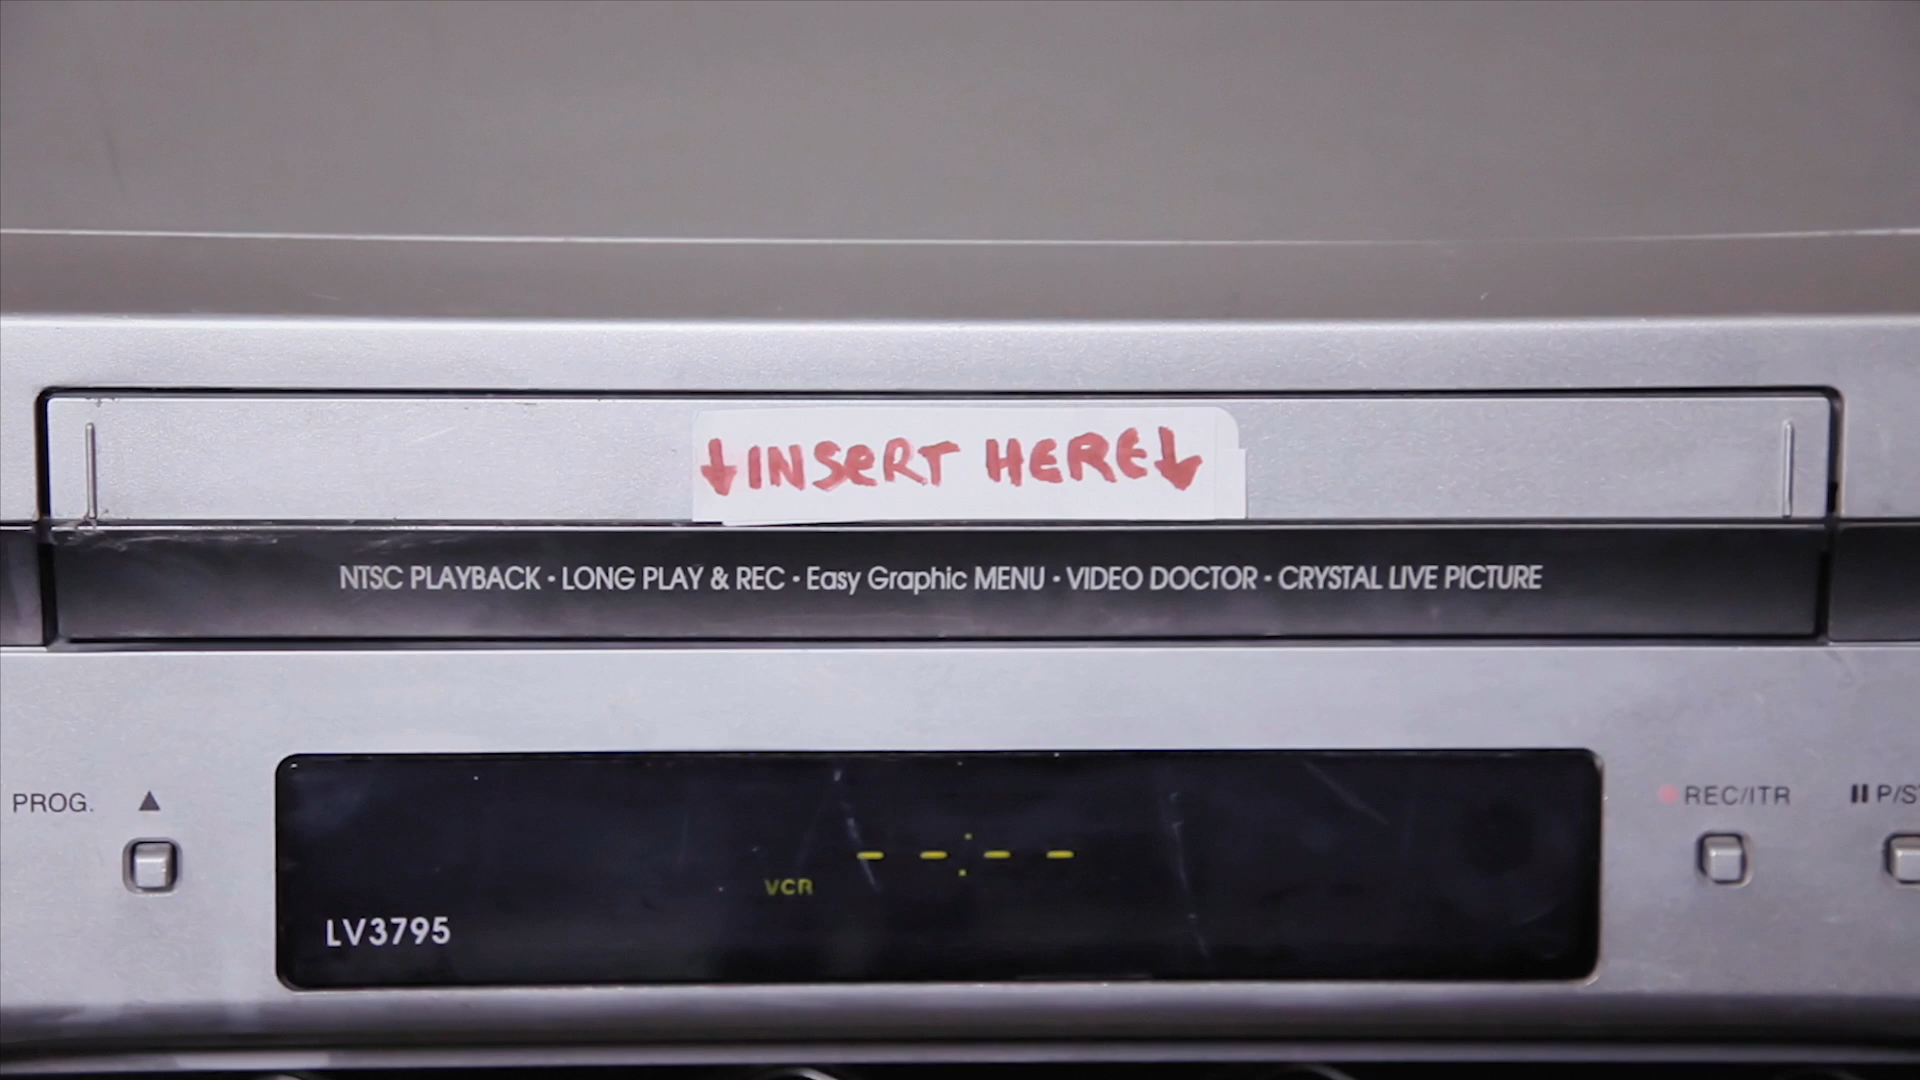 ↓INSeRT HERE↓
NTSC PLAYBACK • LONG PLAY & REC • Easy Graphic MENU • VIDEO DOCTOR • CRYSTAL LIVE PICTURE
PROG. ▲
REC/ITR
P/S
- -:- -
VCR
LV3795